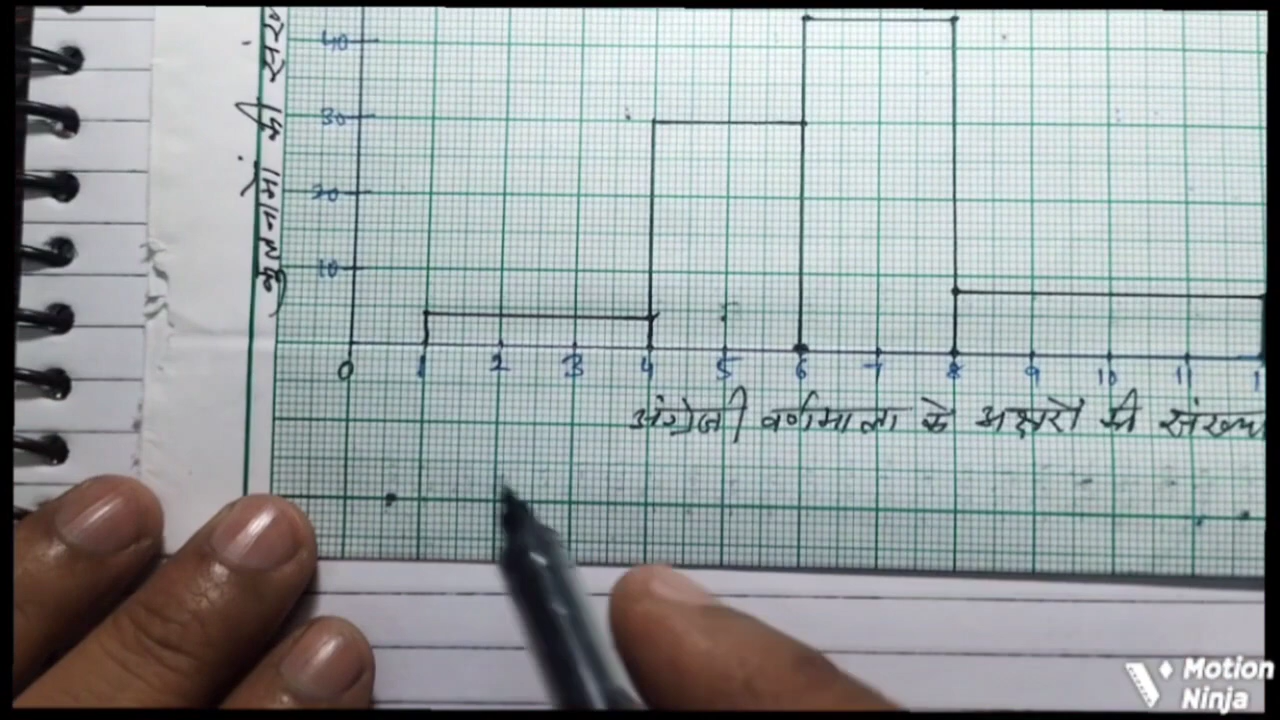 कुलनामों की
40
30
20
10
0 1 2 3 4 5 6 7 8 9 10 11
अंग्रेजी वर्णमाला के अक्षरों की
Motion
Ninja